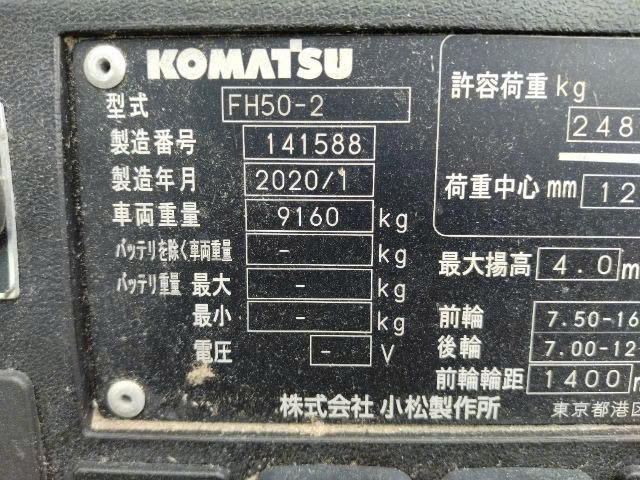 KOMATSU
型式 FH50-2
製造番号 141588
製造年月 2020/1
車両重量 9160 kg
バッテリを除く車両重量 - kg
バッテリ重量 最大 - kg
最小 - kg
電圧 - V
許容荷重 kg
248
荷重中心 mm 12
最大揚高 4.0 m
前輪 7.50-16
後輪 7.00-12
前輪輪距 1400
株式会社 小松製作所
東京都港区